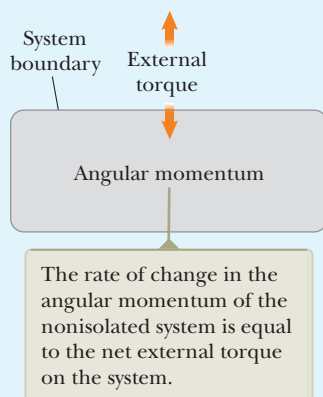 System
boundary
External
torque
Angular momentum
The rate of change in the
angular momentum of the
nonisolated system is equal
to the net external torque
on the system.